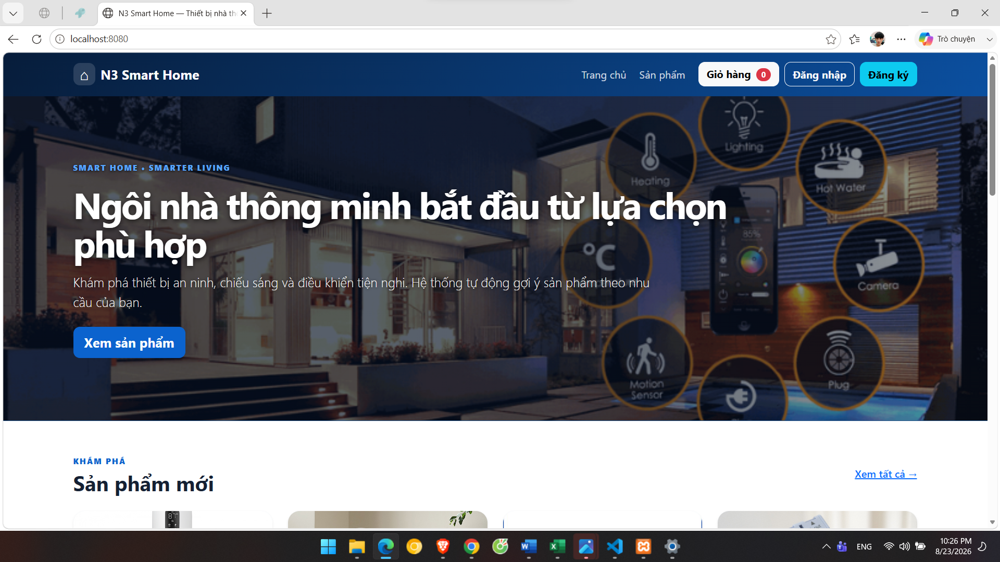 N3 Smart Home — Thiết bị nhà thô
localhost:8080
Trò chuyện
N3 Smart Home
Trang chủ
Sản phẩm
Giỏ hàng 0
Đăng nhập
Đăng ký
SMART HOME • SMARTER LIVING
Ngôi nhà thông minh bắt đầu từ lựa chọn
phù hợp
Khám phá thiết bị an ninh, chiếu sáng và điều khiển tiện nghi. Hệ thống tự động gợi ý sản phẩm theo nhu
cầu của bạn.
Xem sản phẩm
Lighting
Heating
Hot Water
°C
85%
Camera
Motion
Sensor
Plug
KHÁM PHÁ
Sản phẩm mới
Xem tất cả →
87
ENG
10:26 PM
8/23/2026